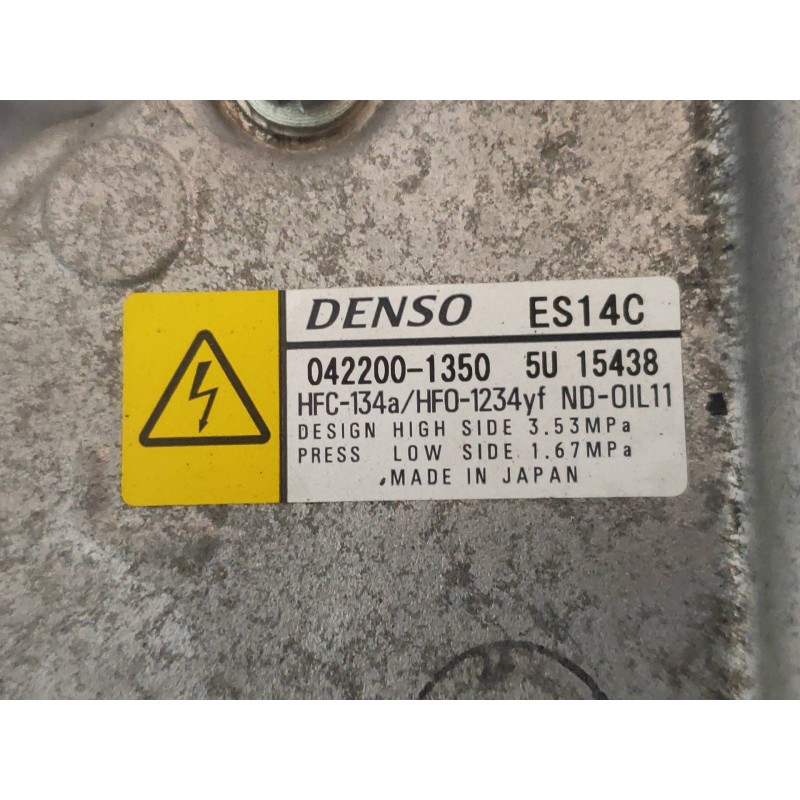 DENSO ES14C
042200-1350 5U 15438
HFC-134a/HFO-1234yf ND-OIL11
DESIGN HIGH SIDE 3.53MPa
PRESS LOW SIDE 1.67MPa
MADE IN JAPAN